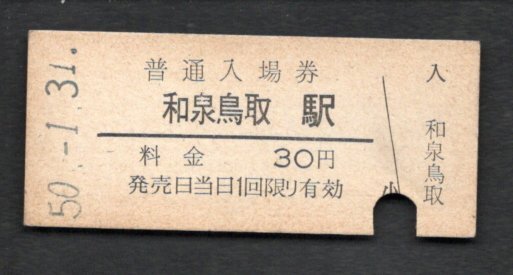 50.-1.31.
普通入場券
和泉鳥取 駅
料金 30円
発売日当日1回限り有効
小
入
和泉鳥取